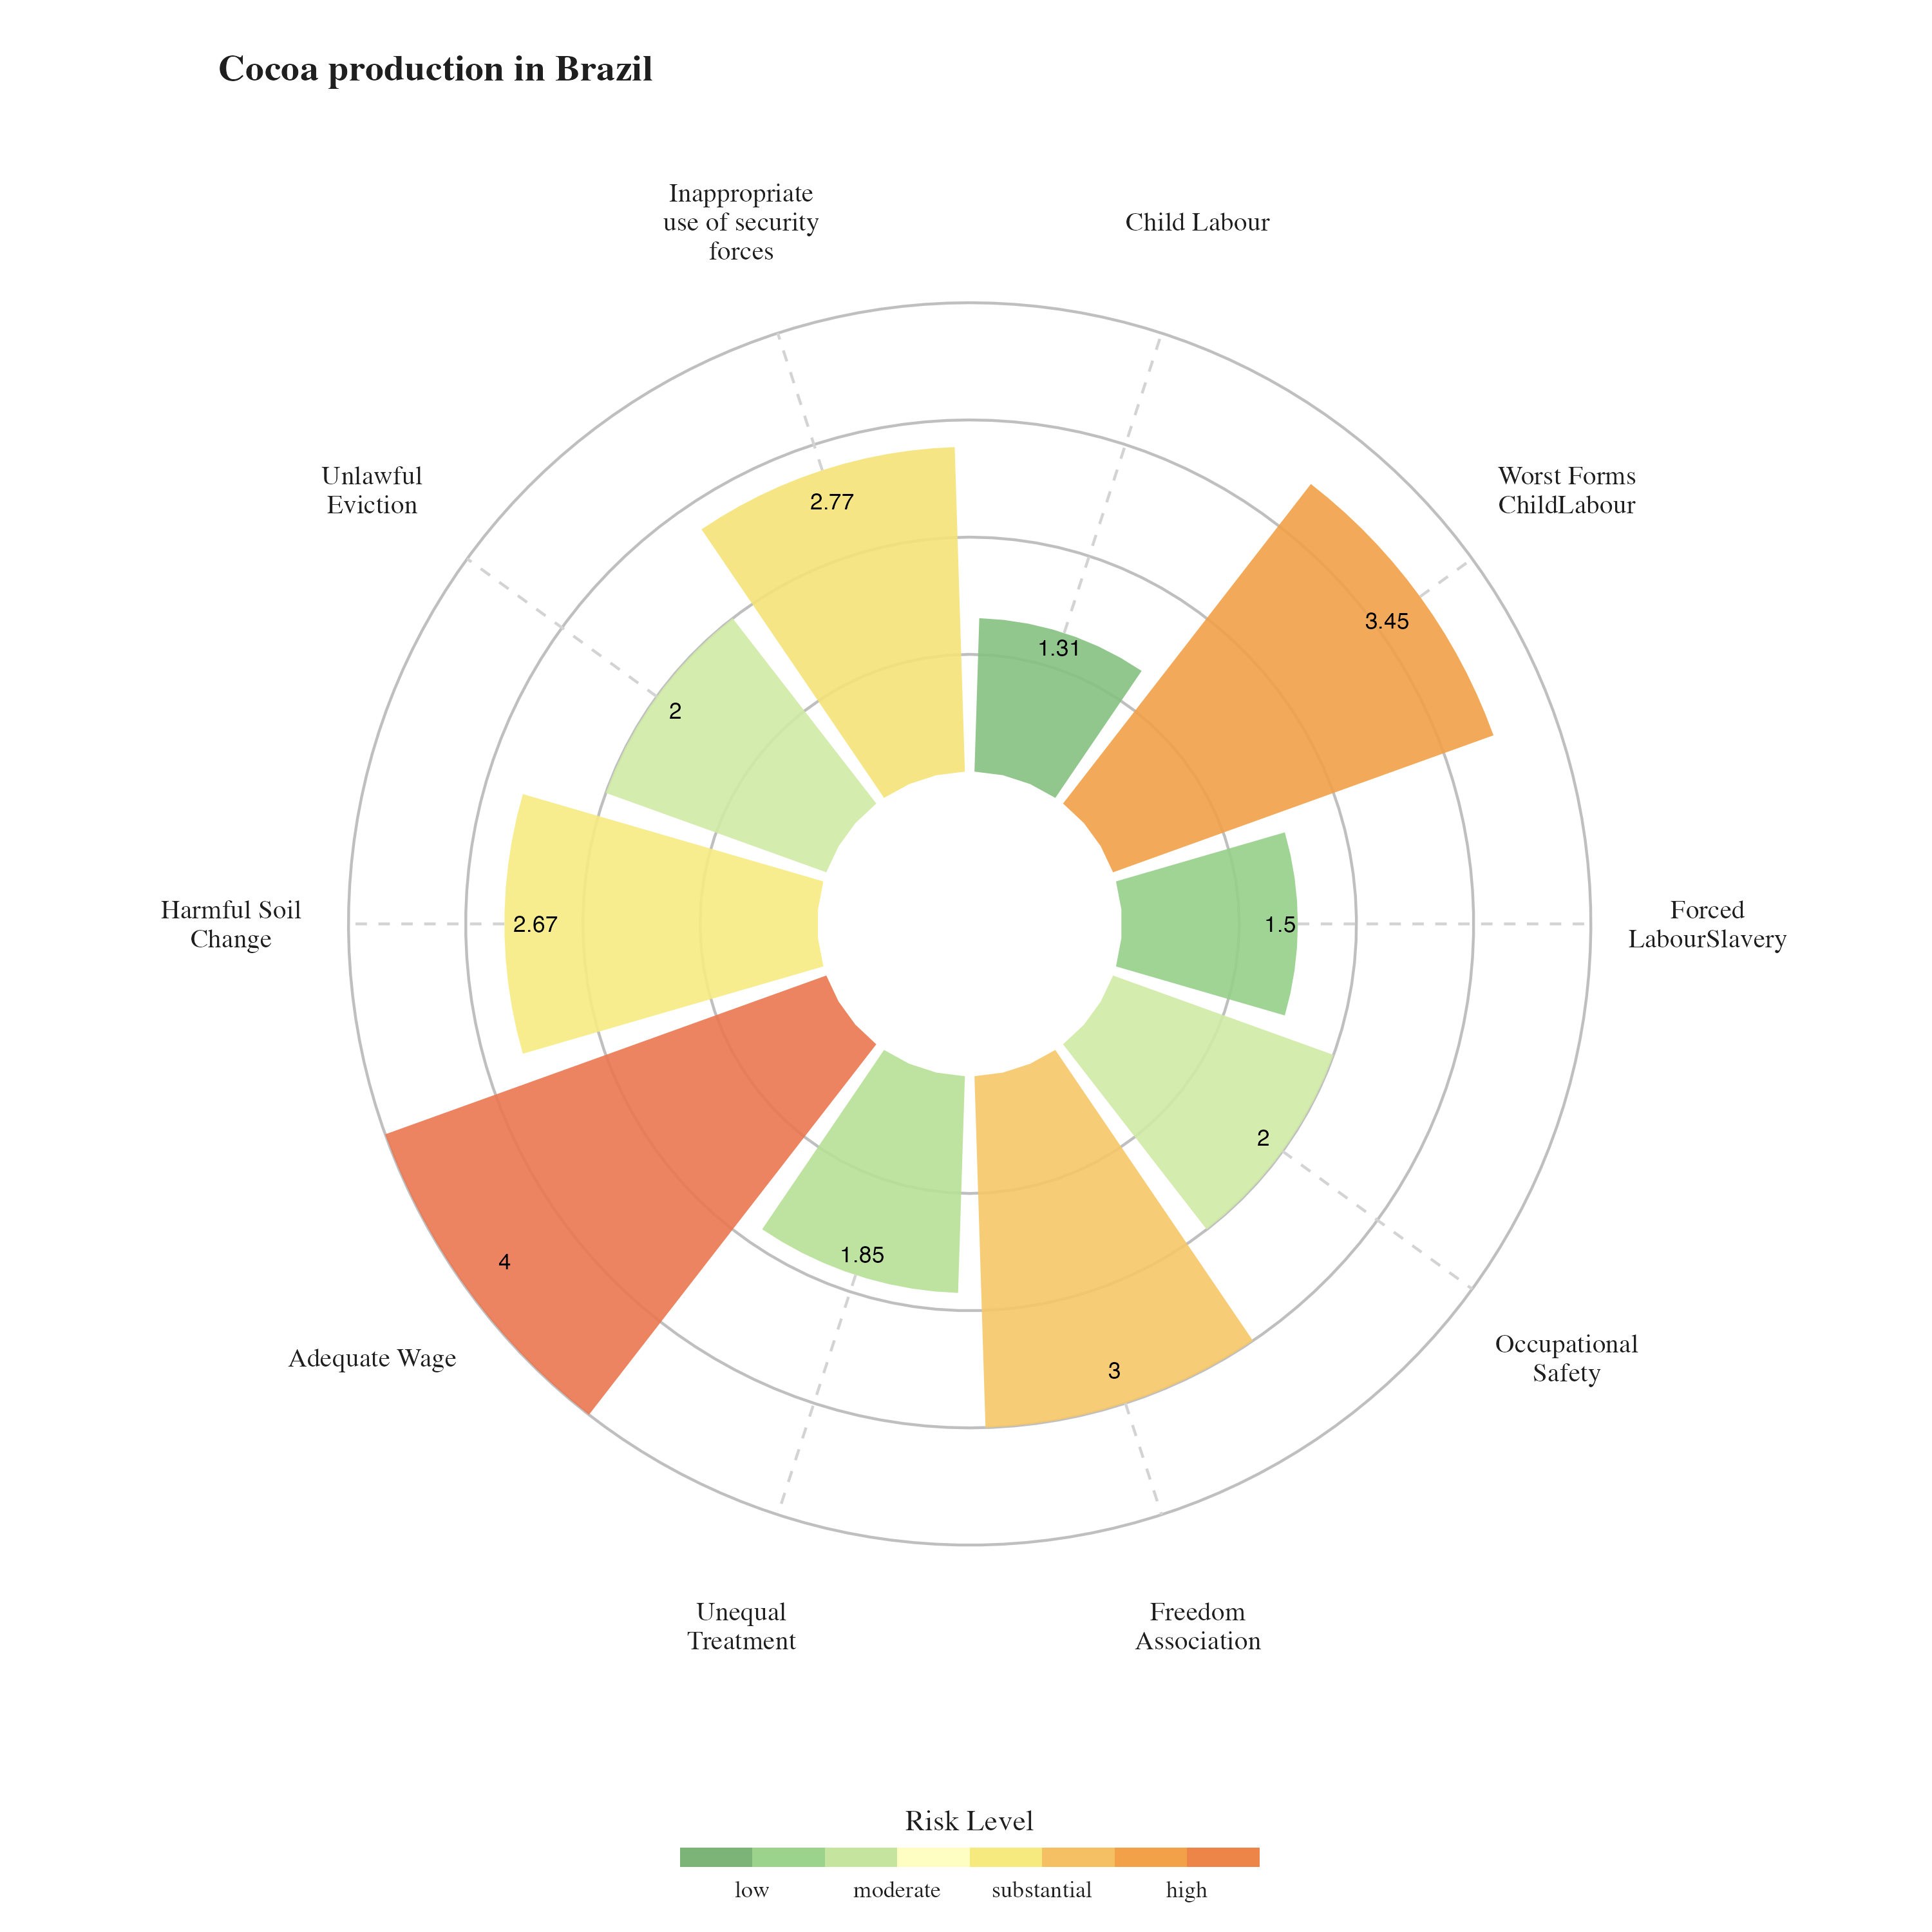 Cocoa production in Brazil
Inappropriate
use of security
forces
Child Labour
Unlawful
Eviction
Worst Forms
ChildLabour
2.77
3.45
1.31
2
Harmful Soil
Change
2.67
1.5
Forced
LabourSlavery
2
4
1.85
3
Adequate Wage
Occupational
Safety
Unequal
Treatment
Freedom
Association
Risk Level
low moderate substantial high